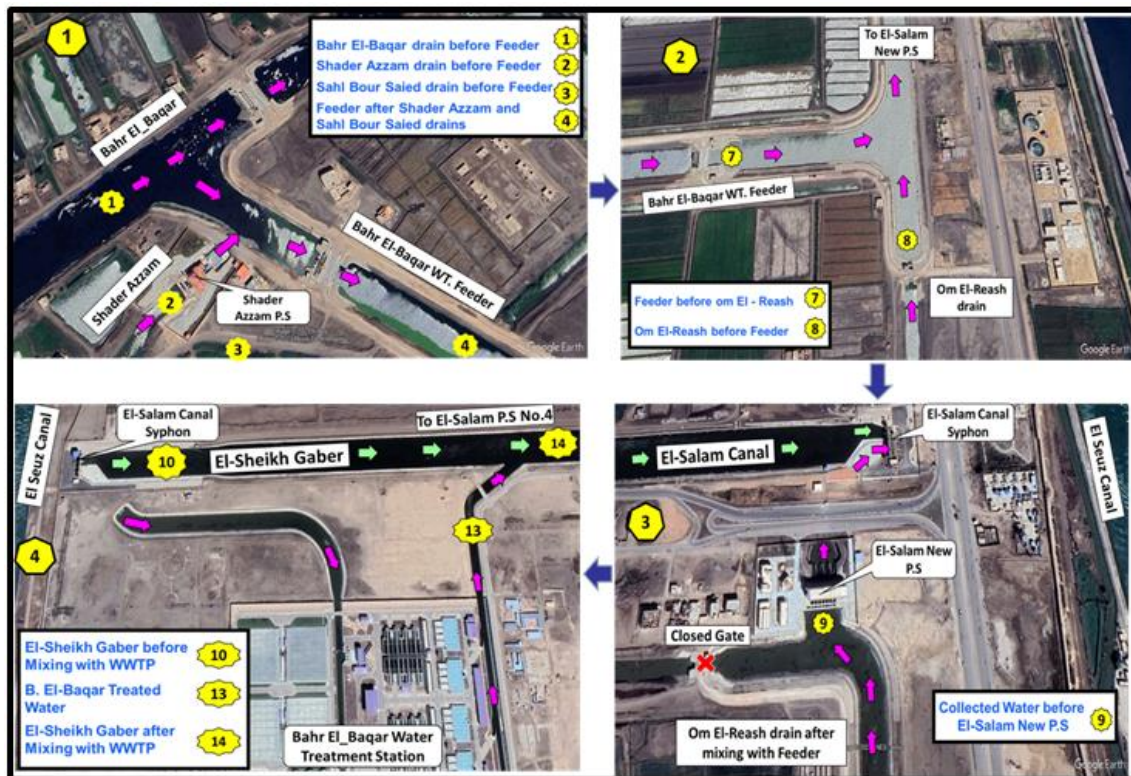 1
Bahr El-Baqar drain before Feeder 1
Shader Azzam drain before Feeder 2
Sahl Bour Saied drain before Feeder 3
Feeder after Shader Azzam and
Sahl Bour Saied drains 4
Bahr El_Baqar
1
Shader Azzam
2
Shader
Azzam P.S
3
Bahr El-Baqar WT. Feeder
4
Google Earth
2
To El-Salam
New P.S
7
Bahr El-Baqar WT. Feeder
8
Om El-Reash
drain
Feeder before om El - Reash 7
Om El-Reash before Feeder 8
Google Earth
3
El-Salam Canal
El-Salam Canal
Syphon
El Seuz Canal
El-Salam New
P.S
9
Closed Gate
Om El-Reash drain after
mixing with Feeder
Collected Water before
El-Salam New P.S 9
4
El Seuz Canal
El-Salam Canal
Syphon
10
El-Sheikh Gaber
To El-Salam P.S No.4
14
13
El-Sheikh Gaber before
Mixing with WWTP 10
B. El-Baqar Treated
Water 13
El-Sheikh Gaber after
Mixing with WWTP 14
Bahr El_Baqar Water
Treatment Station